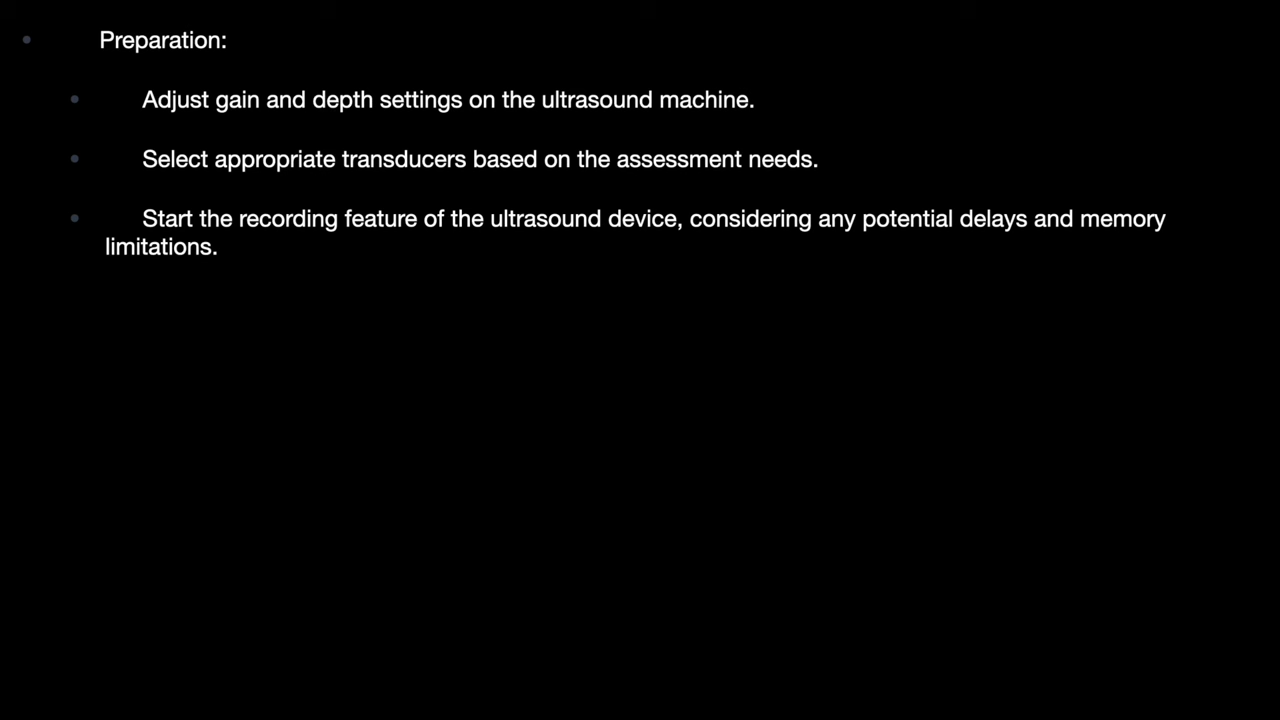 • Preparation:
• Adjust gain and depth settings on the ultrasound machine.
• Select appropriate transducers based on the assessment needs.
• Start the recording feature of the ultrasound device, considering any potential delays and memory
limitations.